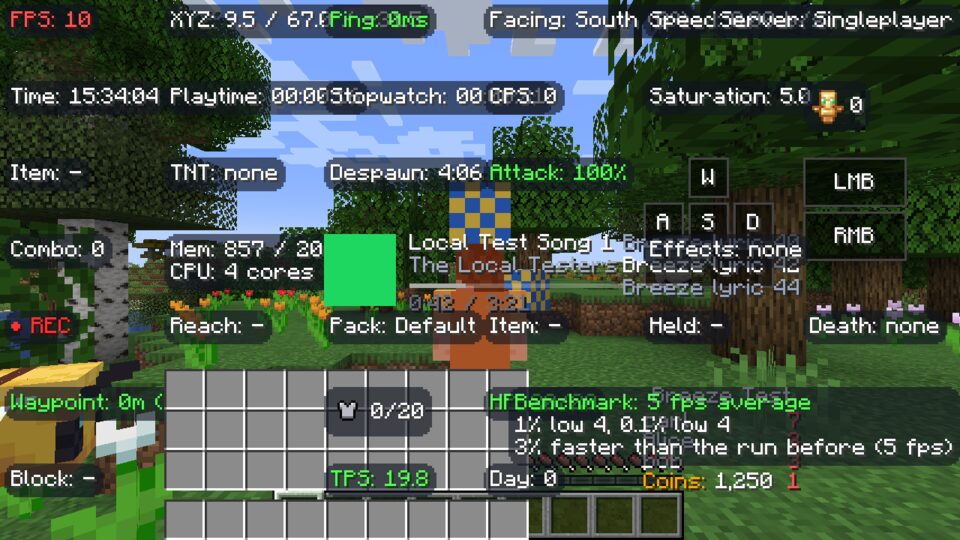 FPS: 10
XYZ: 9.5 / 67.0
Ping: 0ms
Facing: South
Speed
Server: Singleplayer
Time: 15:34:04
Playtime: 00:00
Stopwatch: 00
CPS:
0
Saturation: 5.0
0
Item: -
TNT: none
Despawn: 4:06
Attack: 100%
W
LMB
A S D
RMB
Combo: 0
Mem: 857 / 20
CPU: 4 cores
Local Test Song 1
The Local Testers
0:42 / 3:21
Effects: none
Breeze lyric 44
REC
Reach: -
Pack: Default
Item: -
Held: -
Death: none
Waypoint: 0m (
0/20
Benchmark: 5 fps average
1% low 4, 0.1% low 4
3% faster than the run before (5 fps)
Breeze Test
Alice
Block: -
TPS: 19.8
Day: 0
Coins: 1,250 1